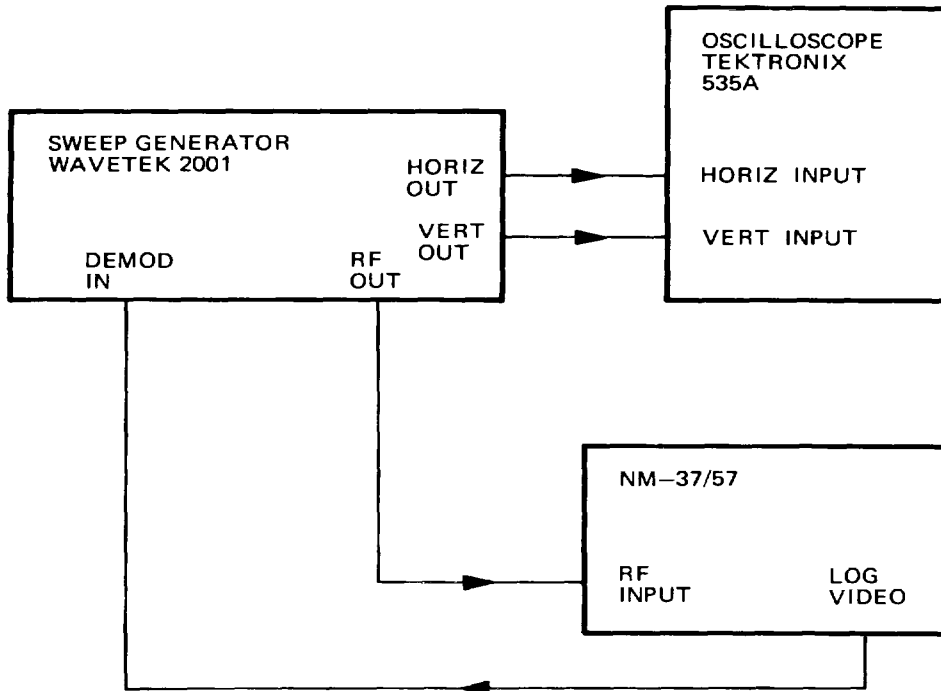 OSCILLOSCOPE
TEKTRONIX
535A
HORIZ INPUT
VERT INPUT
SWEEP GENERATOR
WAVETEK 2001
HORIZ
OUT
VERT
OUT
DEMOD
IN
RF
OUT
NM–37/57
RF
INPUT
LOG
VIDEO